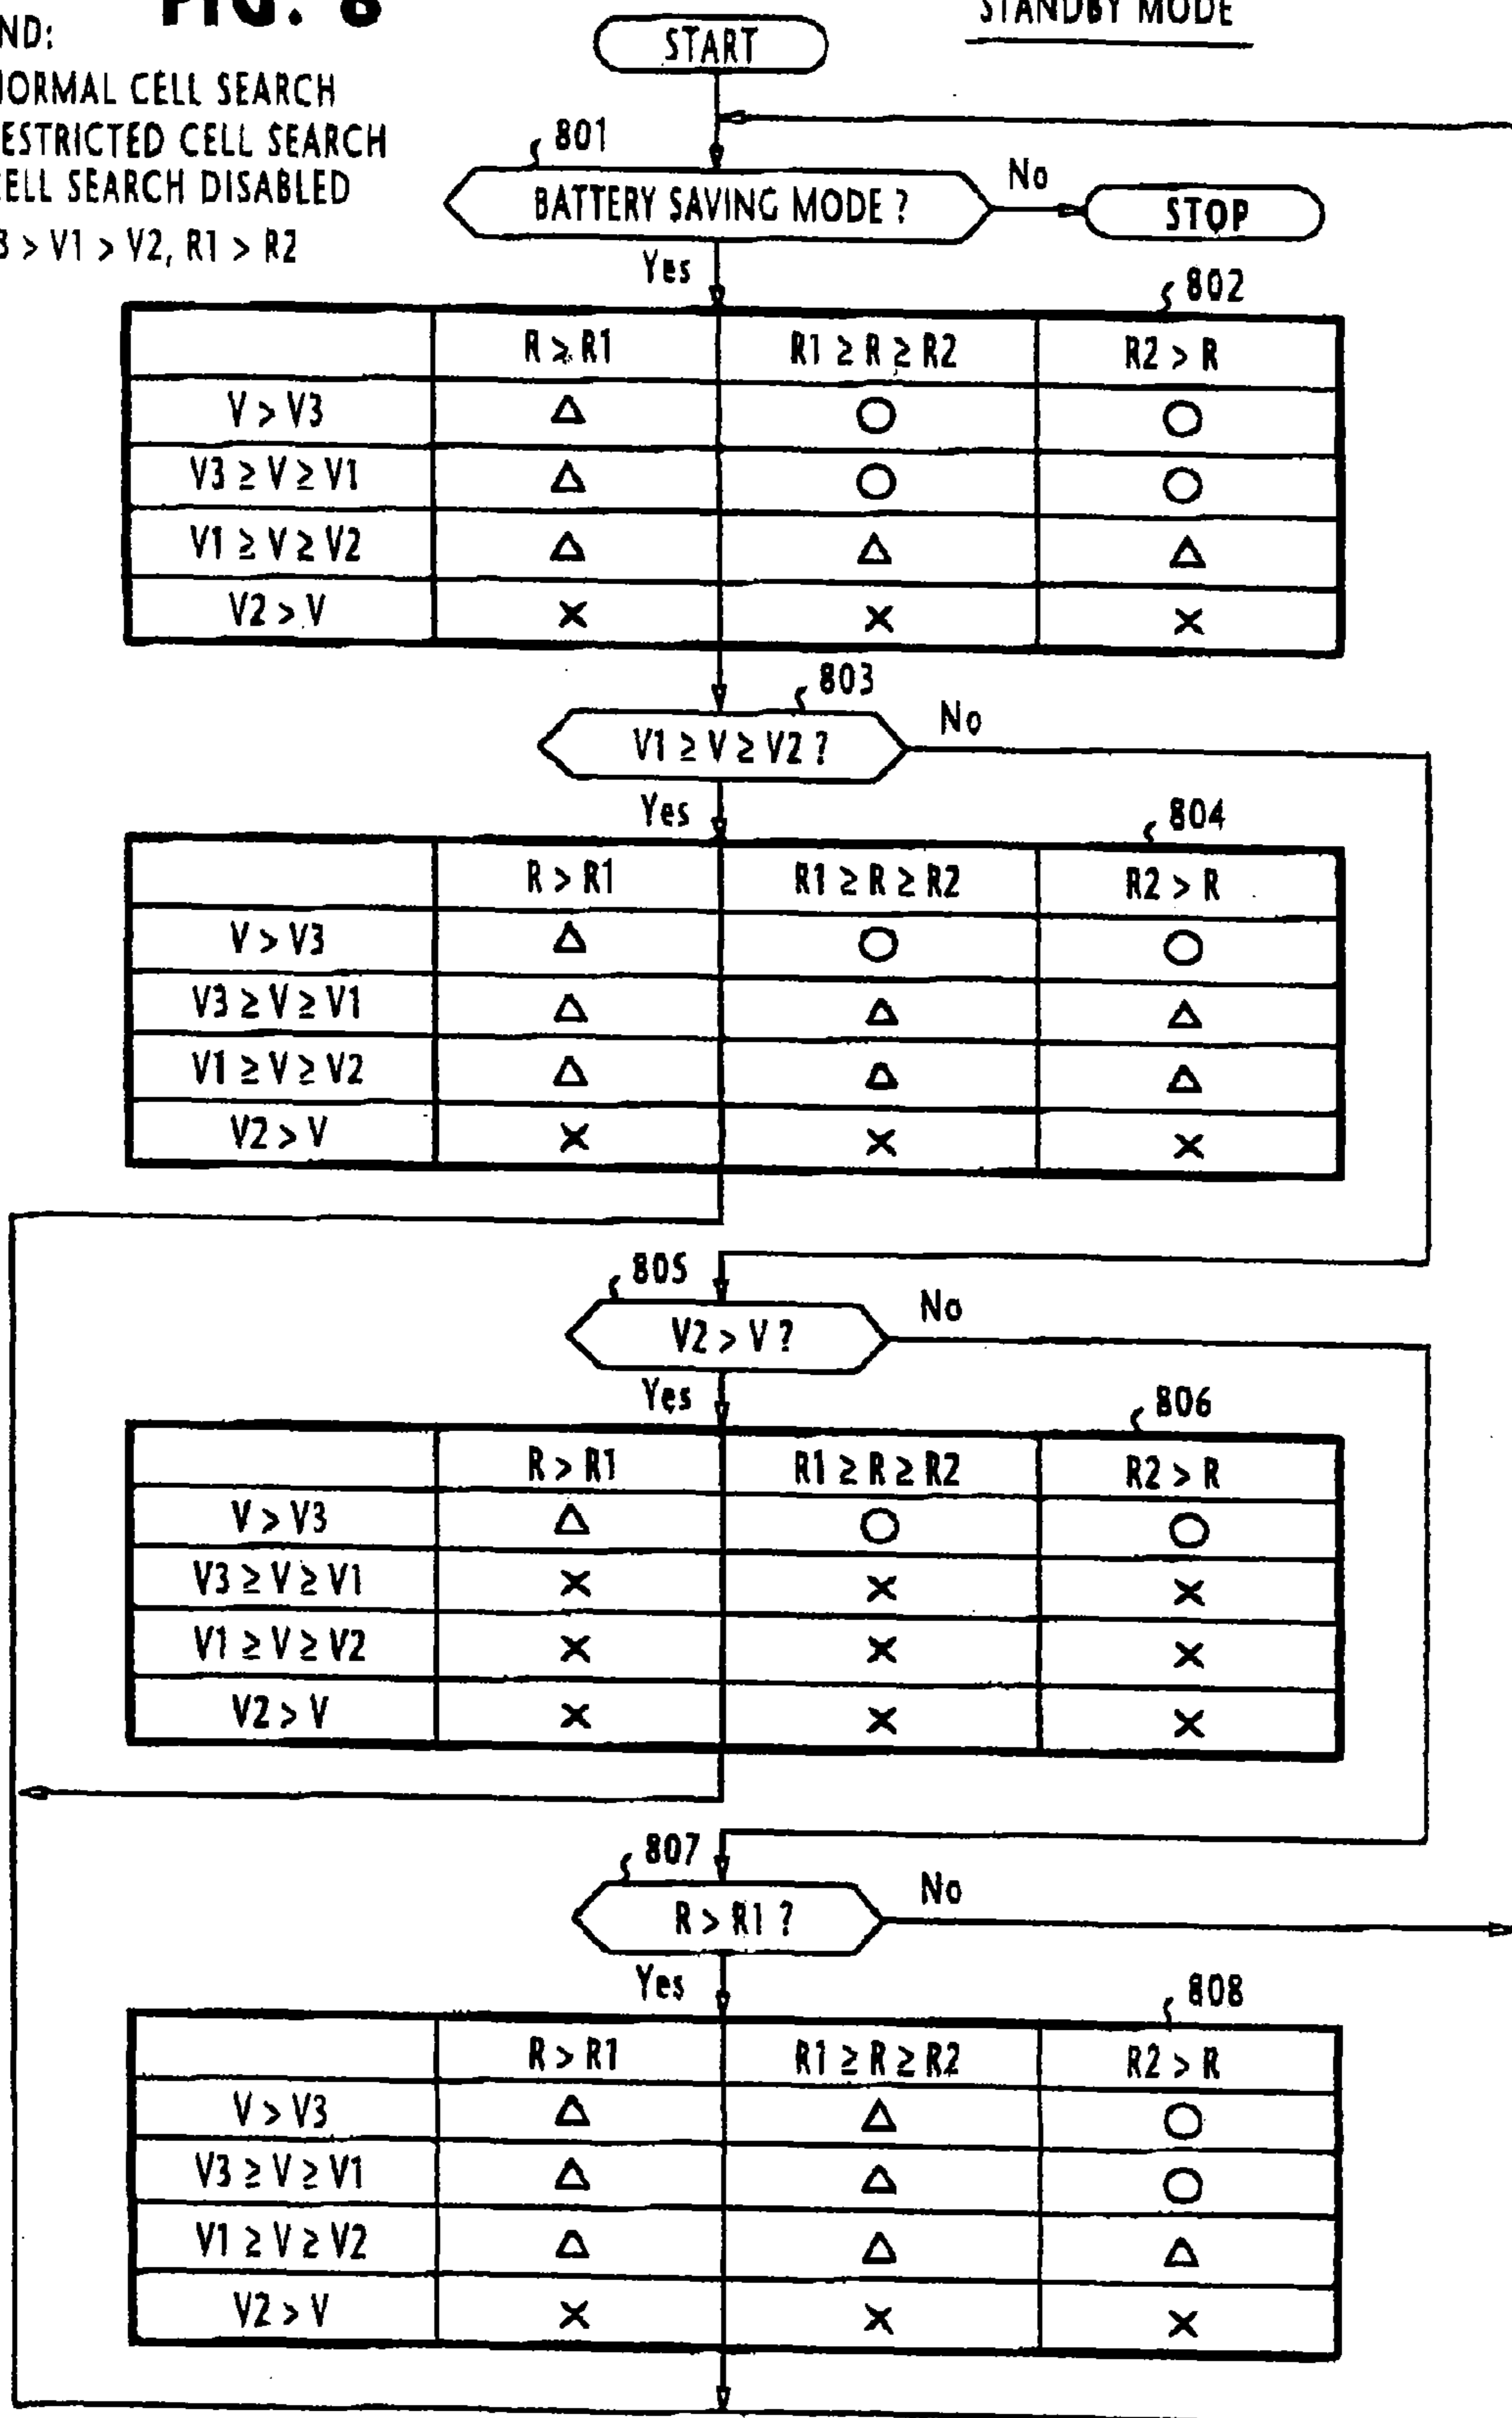 FIG. 8
STANDBY MODE
ND:
NORMAL CELL SEARCH
ESTRICTED CELL SEARCH
CELL SEARCH DISABLED
3 > V1 > V2, R1 > R2
START
801
BATTERY SAVING MODE ?
No
STOP
Yes
802
R > R1 R1 ≥ R ≥ R2 R2 > R
V > V3 △ ○ ○
V3 ≥ V ≥ V1 △ ○ ○
V1 ≥ V ≥ V2 △ △ △
V2 > V × × ×
803
V1 ≥ V ≥ V2 ?
No
Yes
804
R > R1 R1 ≥ R ≥ R2 R2 > R
V > V3 △ ○ ○
V3 ≥ V ≥ V1 △ △ △
V1 ≥ V ≥ V2 △ △ △
V2 > V × × ×
805
V2 > V ?
No
Yes
806
R > R1 R1 ≥ R ≥ R2 R2 > R
V > V3 △ ○ ○
V3 ≥ V ≥ V1 × × ×
V1 ≥ V ≥ V2 × × ×
V2 > V × × ×
807
R > R1 ?
No
Yes
808
R > R1 R1 ≥ R ≥ R2 R2 > R
V > V3 △ △ ○
V3 ≥ V ≥ V1 △ △ ○
V1 ≥ V ≥ V2 △ △ △
V2 > V × × ×